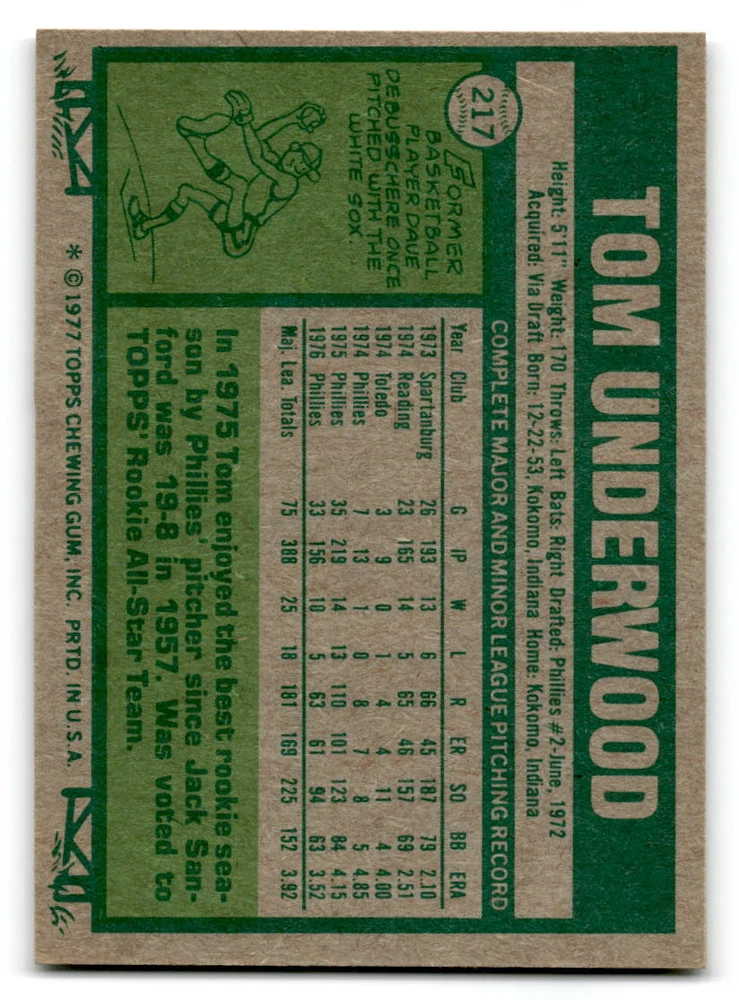 217
TOM UNDERWOOD
Height: 5'11" Weight: 170 Throws: Left Bats: Right Drafted: Phillies #2-June, 1972
Acquired: Via Draft Born: 12-22-53, Kokomo, Indiana Home: Kokomo, Indiana
COMPLETE MAJOR AND MINOR LEAGUE PITCHING RECORD
Year Club G IP W L R ER SO BB ERA
1973 Spartanburg 26 193 13 6 66 45 187 79 2.10
1974 Reading 23 165 14 5 65 46 157 69 2.51
1974 Toledo 3 9 0 1 4 4 11 4 4.00
1974 Phillies 7 13 1 0 8 7 8 5 4.85
1975 Phillies 35 219 14 13 110 101 123 84 4.15
1976 Phillies 33 156 10 5 63 61 94 63 3.52
Maj. Lea. Totals 75 388 25 18 181 169 225 152 3.92
FORMER
BASKETBALL
PLAYER DAVE
DEBUSSCHERE ONCE
PITCHED WITH THE
WHITE SOX.
In 1975 Tom enjoyed the best rookie sea-
son by Phillies' pitcher since Jack San-
ford was 19-8 in 1957. Was voted to
TOPPS' Rookie All-Star Team.
* © 1977 TOPPS CHEWING GUM, INC. PRTD. IN U.S.A.